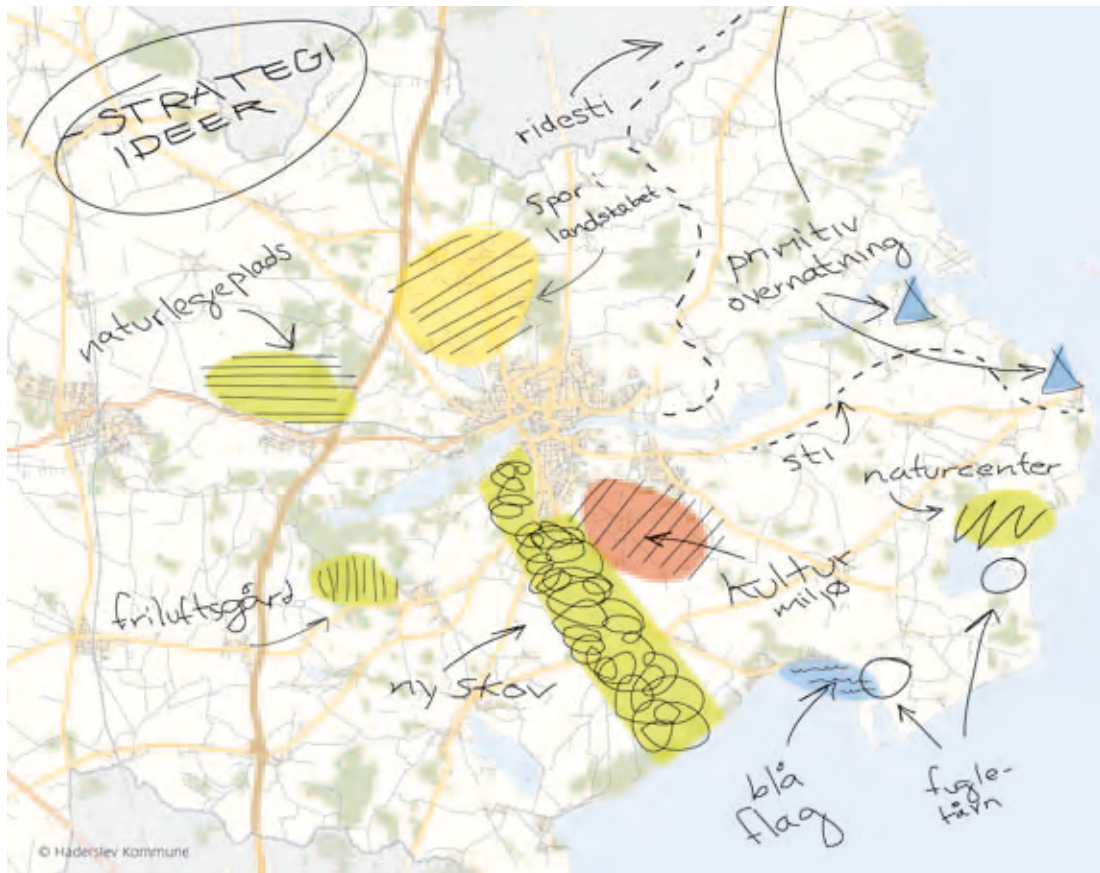 STRATEGI
IDEER
ridesti
Spor i
landskabet
primitiv
overnatning
naturlegeplads
sti
naturcenter
friluftsgård
kultur
miljø
ny skov
blå
flag
fugle-
tårn
© Haderslev Kommune